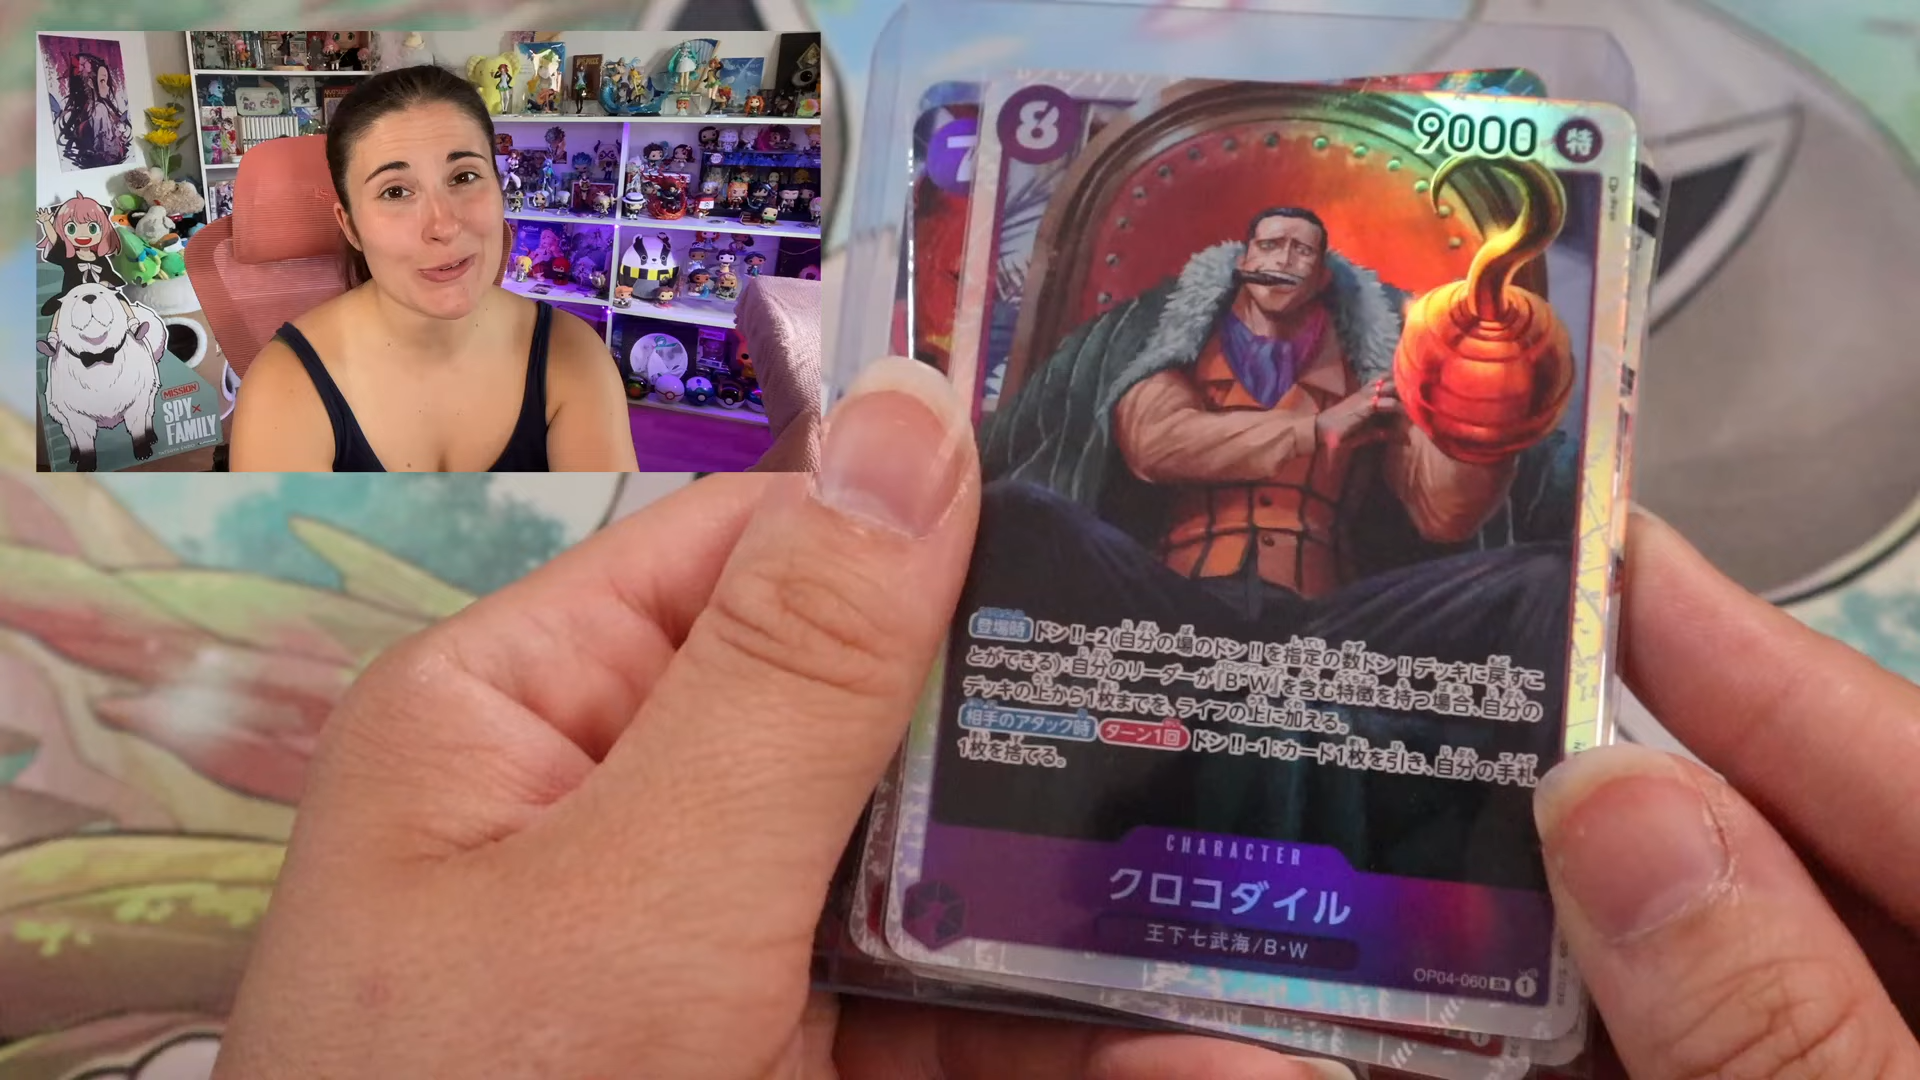 MISSION
SPY×
FAMILY
7
8
9000 特
登場時 ドン!!-2(自分の場のドン!!を指定の数ドン!!デッキに戻すこ
とができる):自分のリーダーが『B・W』を含む特徴を持つ場合、自分の
デッキの上から1枚までを、ライフの上に加える。
相手のアタック時 ターン1回 ドン!!-1:カード1枚を引き、自分の手札
1枚を捨てる。
CHARACTER
クロコダイル
王下七武海/B・W
OP04-060 SR 1